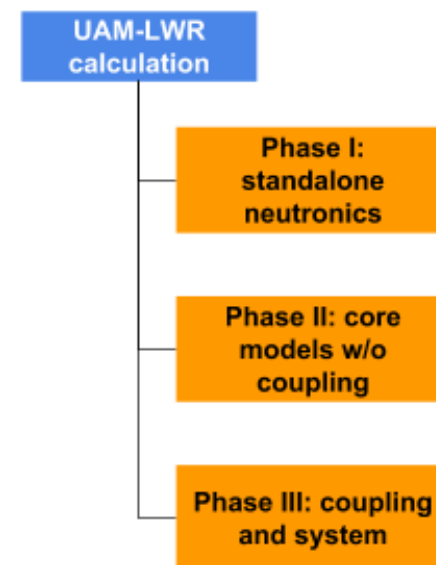 UAM-LWR
calculation
Phase I:
standalone
neutronics
Phase II: core
models w/o
coupling
Phase III: coupling
and system